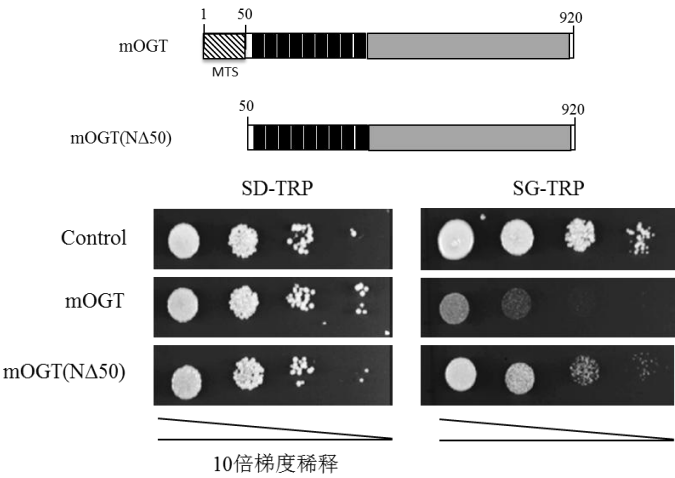 1 50 920
mOGT
MTS
50 920
mOGT(NΔ50)
SD-TRP SG-TRP
Control
mOGT
mOGT(NΔ50)
10倍梯度稀释